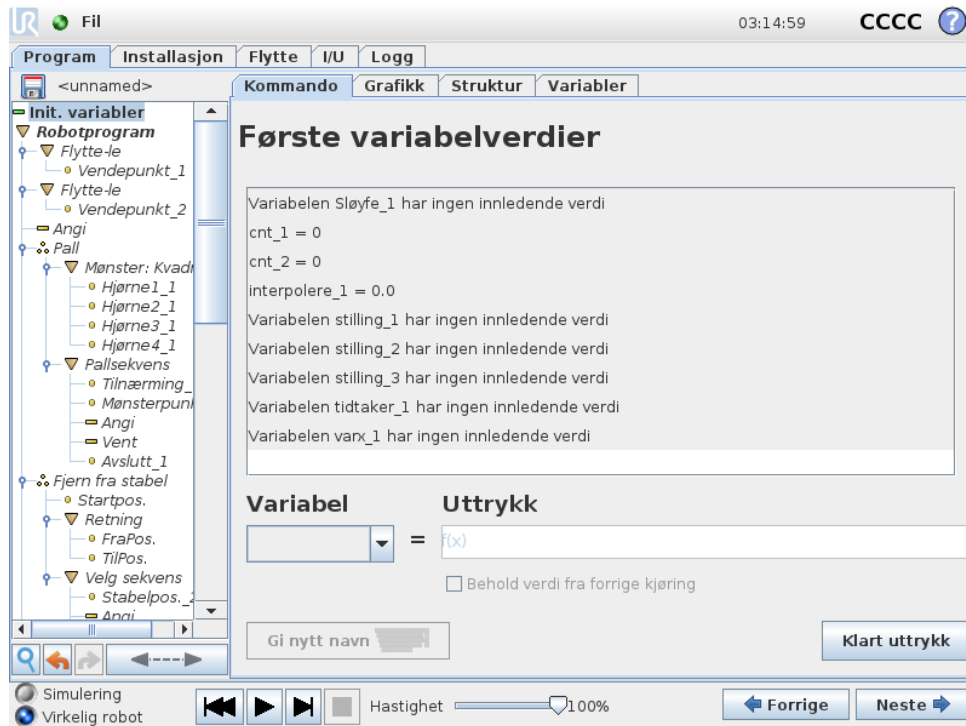 UR Fil 03:14:59 CCCC ?
Program Installasjon Flytte I/U Logg
<unnamed>
Kommando Grafikk Struktur Variabler
Init. variabler
Robotprogram
Flytte-le
Vendepunkt_1
Flytte-le
Vendepunkt_2
Angi
Pall
Mønster: Kvadr
Hjørne1_1
Hjørne2_1
Hjørne3_1
Hjørne4_1
Pallsekvens
Tilnærming_
Mønsterpunk
Angi
Vent
Avslutt_1
Fjern fra stabel
Startpos.
Retning
FraPos.
TilPos.
Velg sekvens
Stabelpos._2
Angi
Første variabelverdier
Variabelen Sløyfe_1 har ingen innledende verdi
cnt_1 = 0
cnt_2 = 0
interpolere_1 = 0.0
Variabelen stilling_1 har ingen innledende verdi
Variabelen stilling_2 har ingen innledende verdi
Variabelen stilling_3 har ingen innledende verdi
Variabelen tidtaker_1 har ingen innledende verdi
Variabelen varx_1 har ingen innledende verdi
Variabel Uttrykk
= f(x)
Behold verdi fra forrige kjøring
Gi nytt navn
Klart uttrykk
Simulering
Virkelig robot
Hastighet 100%
Forrige Neste